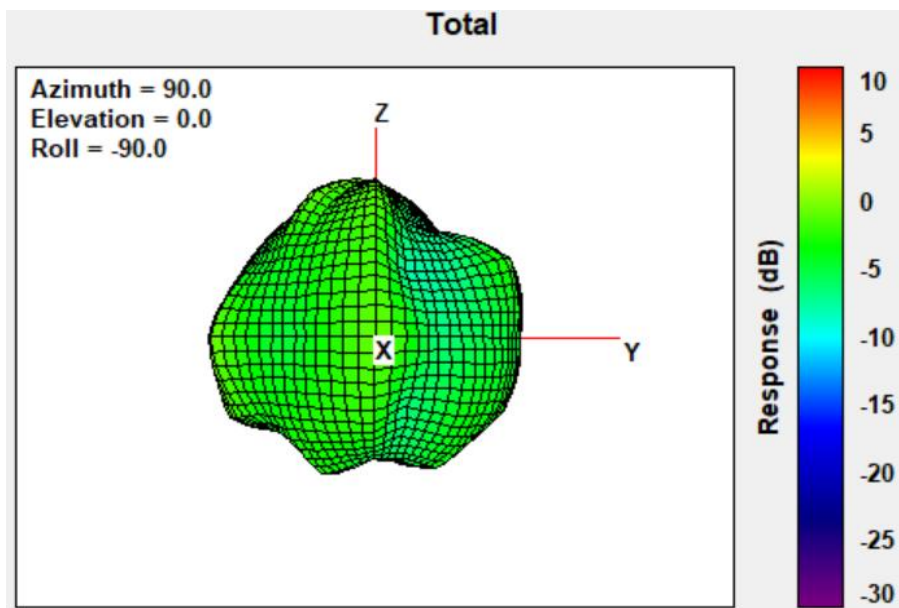 Total
Azimuth = 90.0
Elevation = 0.0
Roll = -90.0
Z
X
Y
Response (dB)
10
5
0
-5
-10
-15
-20
-25
-30